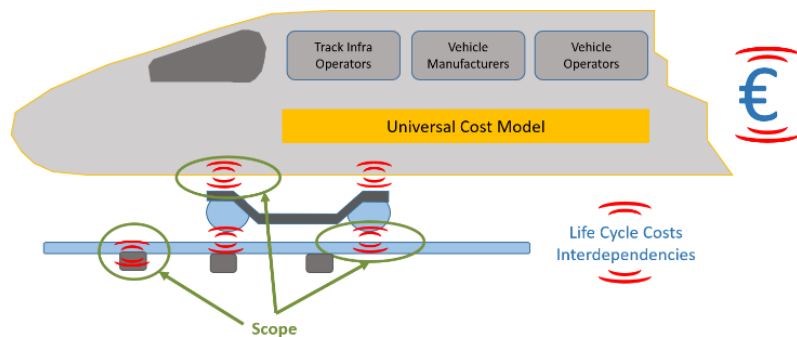 Track Infra
Operators
Vehicle
Manufacturers
Vehicle
Operators
€
Universal Cost Model
Life Cycle Costs
Interdependencies
Scope